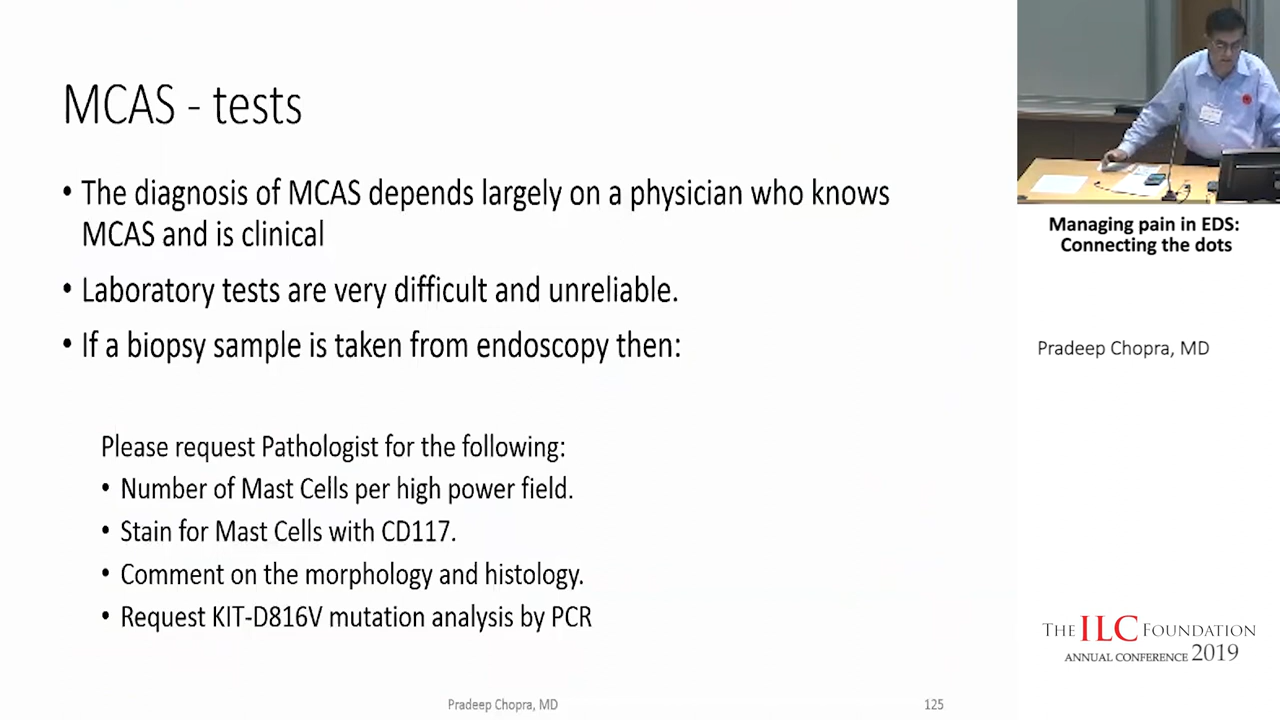 MCAS - tests
• The diagnosis of MCAS depends largely on a physician who knows
MCAS and is clinical
• Laboratory tests are very difficult and unreliable.
• If a biopsy sample is taken from endoscopy then:
Please request Pathologist for the following:
• Number of Mast Cells per high power field.
• Stain for Mast Cells with CD117.
• Comment on the morphology and histology.
• Request KIT-D816V mutation analysis by PCR
Pradeep Chopra, MD
125
Managing pain in EDS:
Connecting the dots
Pradeep Chopra, MD
THE ILC FOUNDATION
ANNUAL CONFERENCE 2019